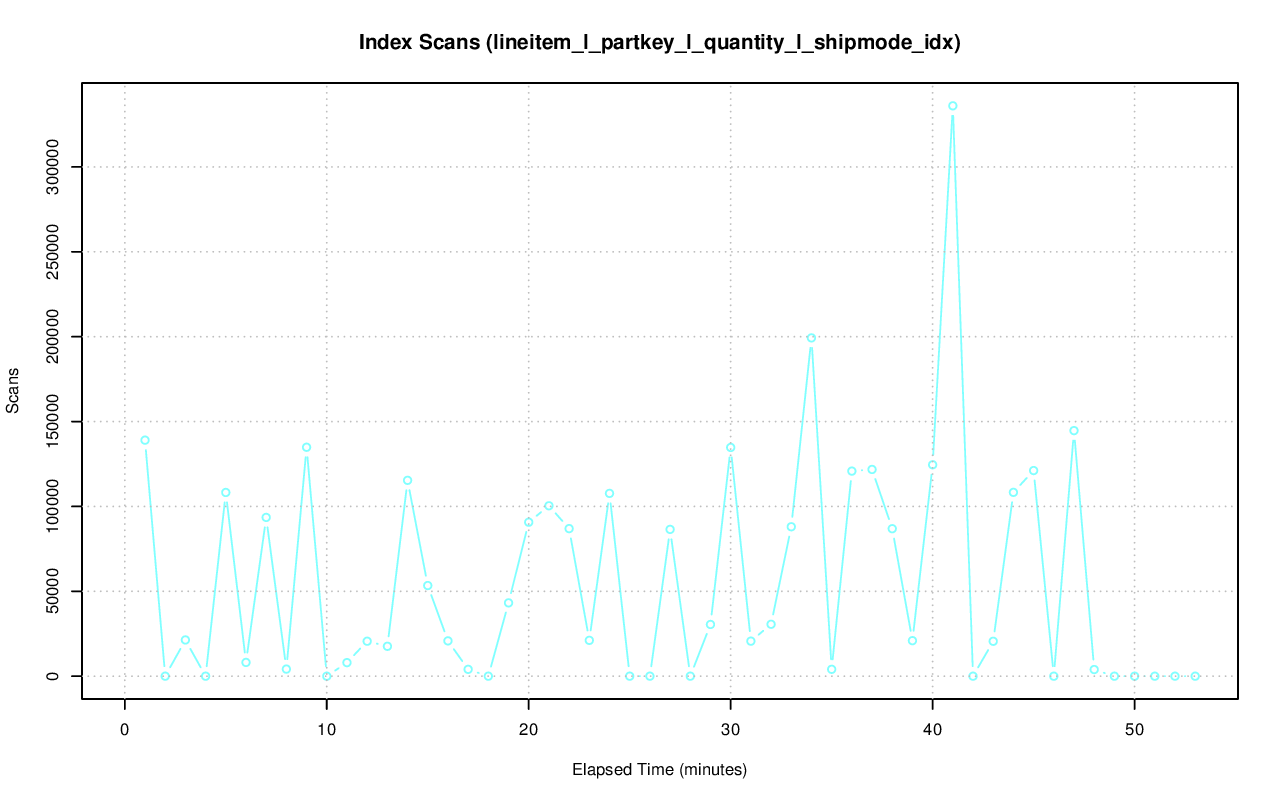 Index Scans (lineitem_l_partkey_l_quantity_l_shipmode_idx)
Scans
300000
250000
200000
150000
100000
50000
0
0 10 20 30 40 50
Elapsed Time (minutes)